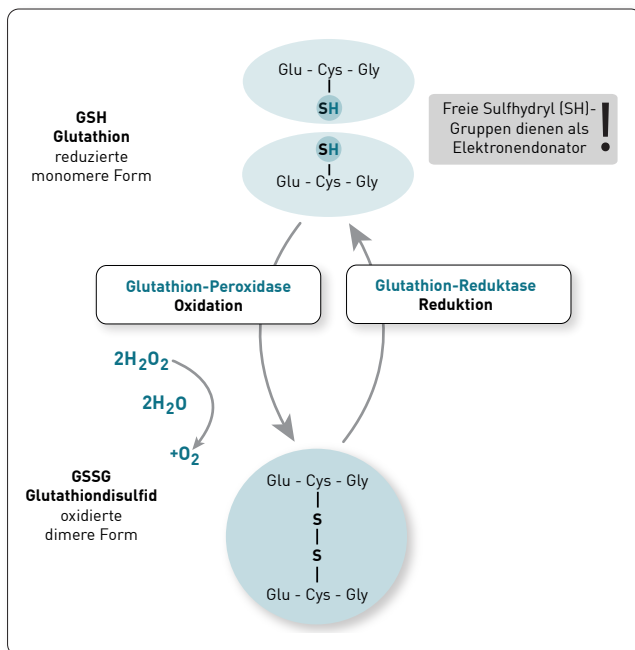 Glu - Cys - Gly
SH
GSH
Glutathion
reduzierte
monomere Form
Freie Sulfhydryl (SH)-
Gruppen dienen als
Elektronendonator
!
SH
Glu - Cys - Gly
Glutathion-Peroxidase
Oxidation
Glutathion-Reduktase
Reduktion
2H₂O₂
2H₂O
+O₂
GSSG
Glutathiondisulfid
oxidierte
dimere Form
Glu - Cys - Gly
S
S
Glu - Cys - Gly